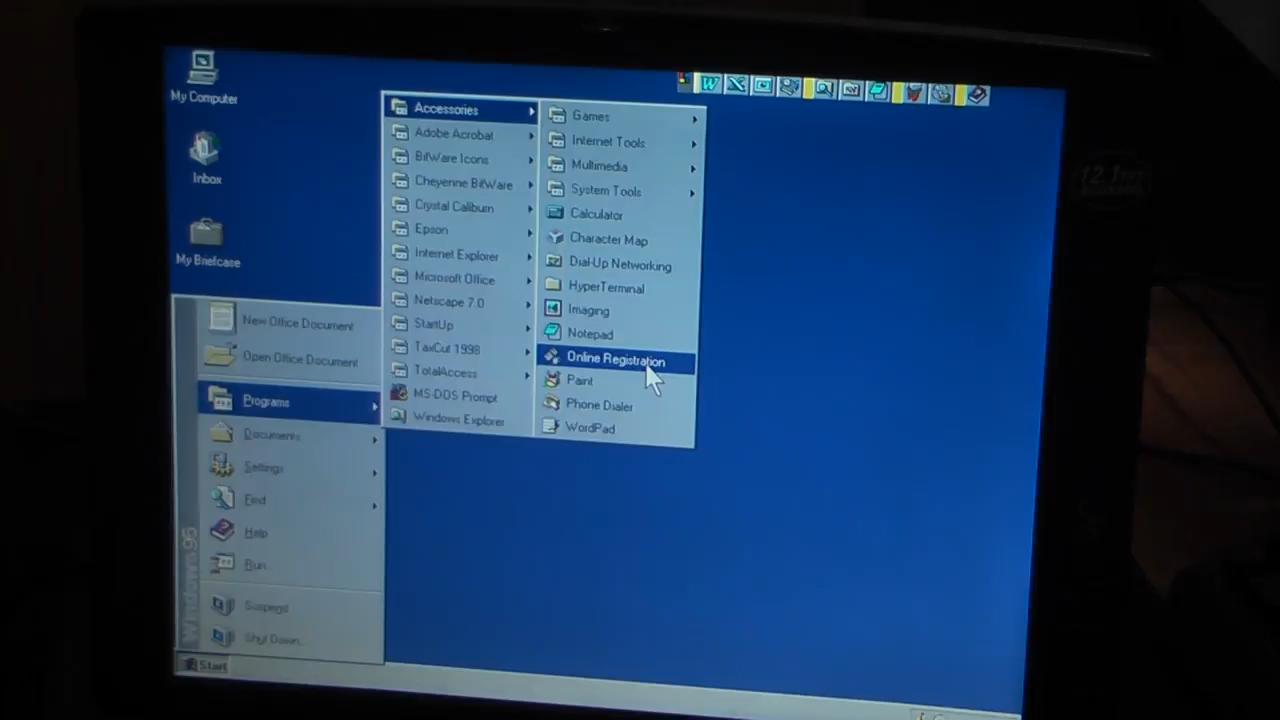 My Computer
Inbox
My Briefcase
New Office Document
Open Office Document
Programs
Documents
Settings
Find
Help
Run...
Suspend
Shut Down...
Windows95
Start
Accessories
Adobe Acrobat
BitWare Icons
Cheyenne BitWare
Crystal Caliburn
Epson
Internet Explorer
Microsoft Office
Netscape 7.0
StartUp
TaxCut 1998
TotalAccess
MS-DOS Prompt
Windows Explorer
Games
Internet Tools
Multimedia
System Tools
Calculator
Character Map
Dial-Up Networking
HyperTerminal
Imaging
Notepad
Online Registration
Paint
Phone Dialer
WordPad
12.1